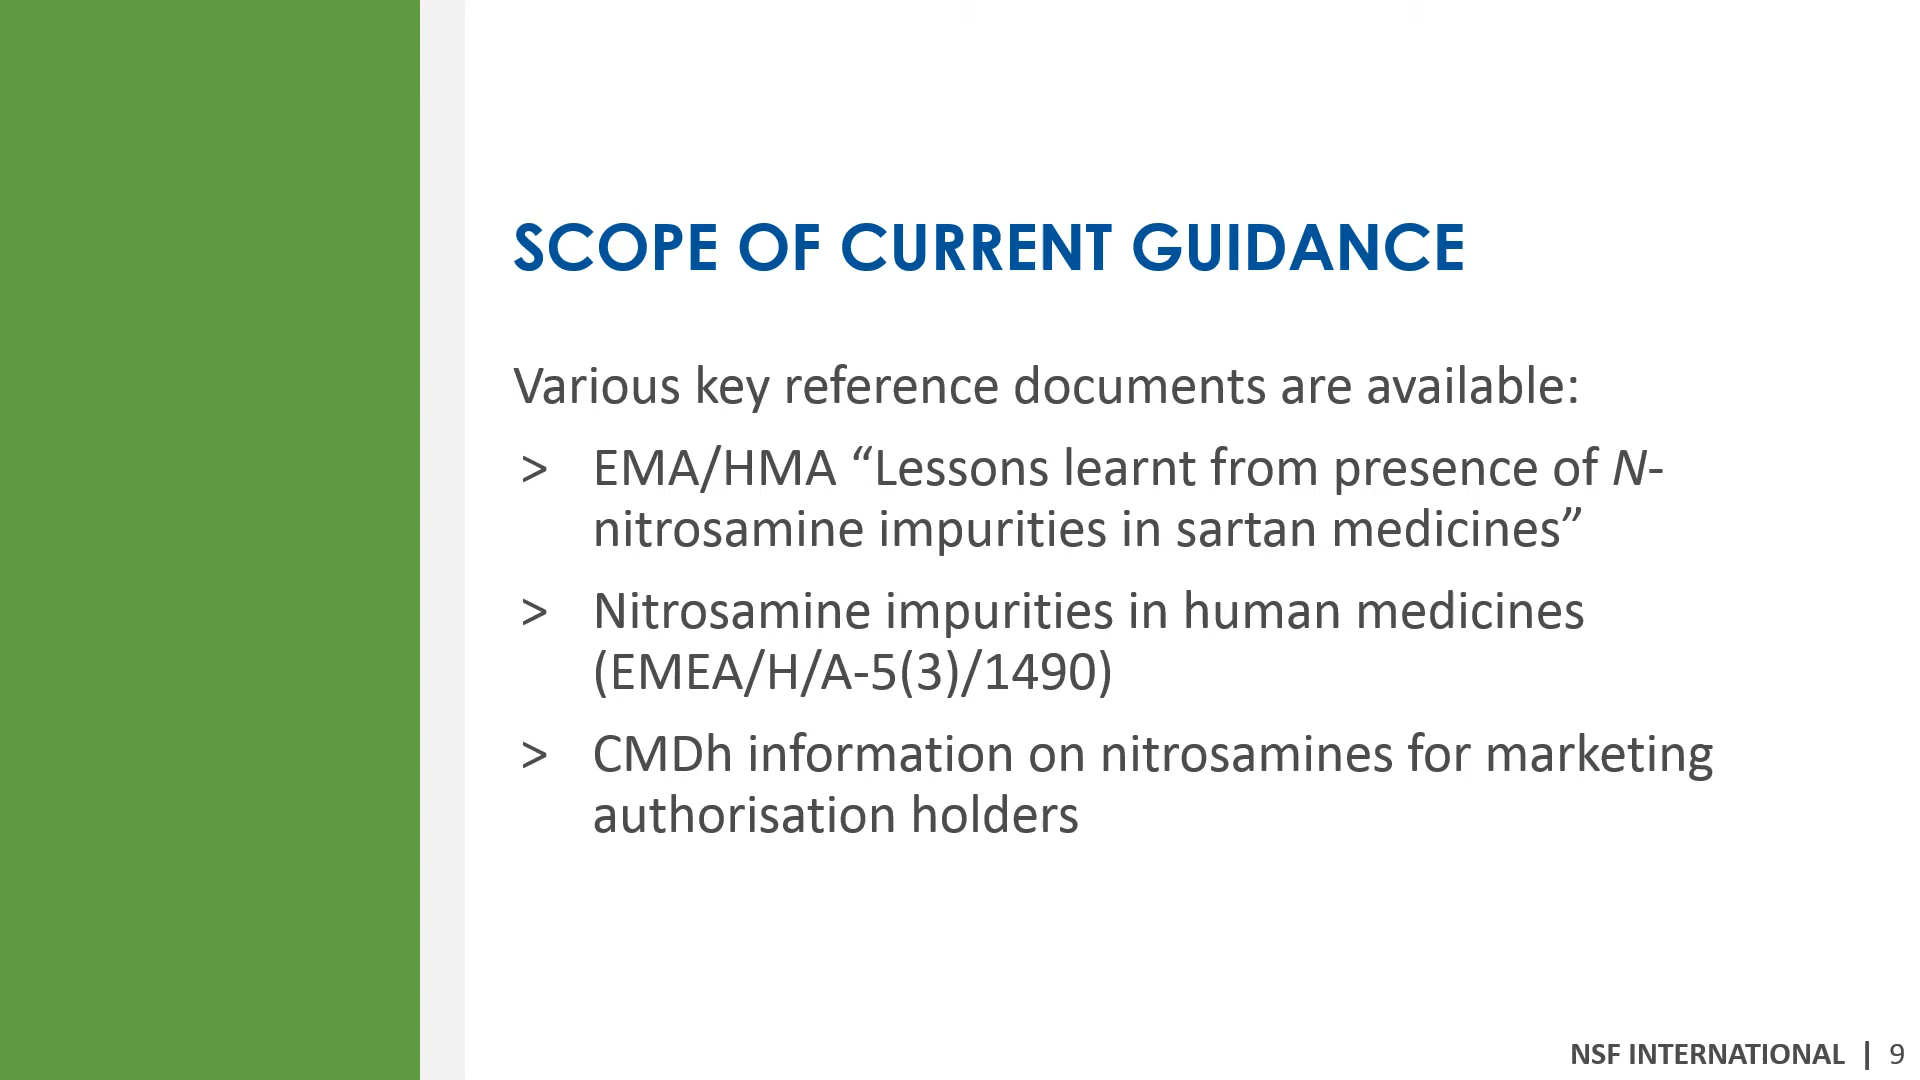 SCOPE OF CURRENT GUIDANCE
Various key reference documents are available:
> EMA/HMA “Lessons learnt from presence of N-
nitrosamine impurities in sartan medicines”
> Nitrosamine impurities in human medicines
(EMEA/H/A-5(3)/1490)
> CMDh information on nitrosamines for marketing
authorisation holders
NSF INTERNATIONAL | 9